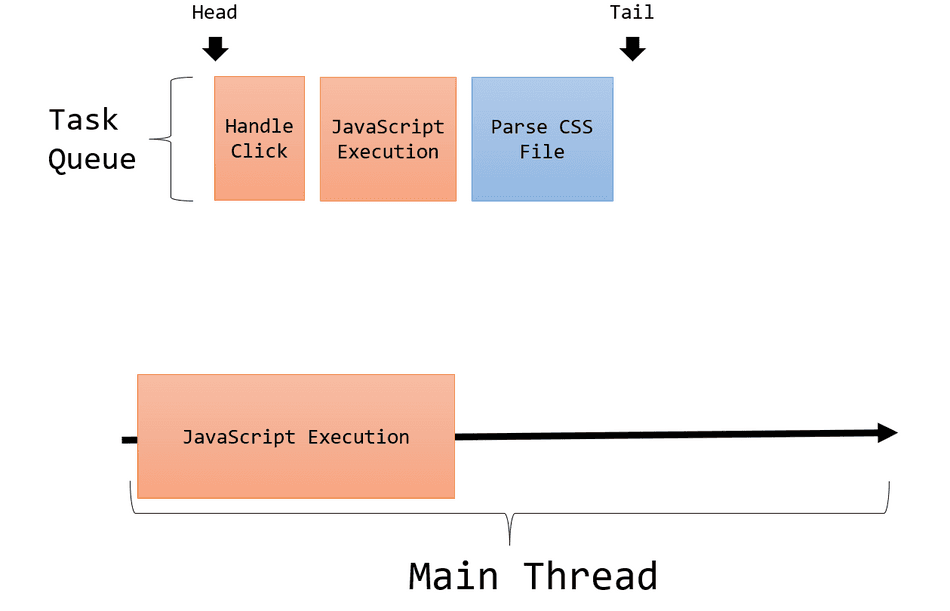 Head
Tail
Task
Queue
Handle
Click
JavaScript
Execution
Parse CSS
File
JavaScript Execution
Main Thread